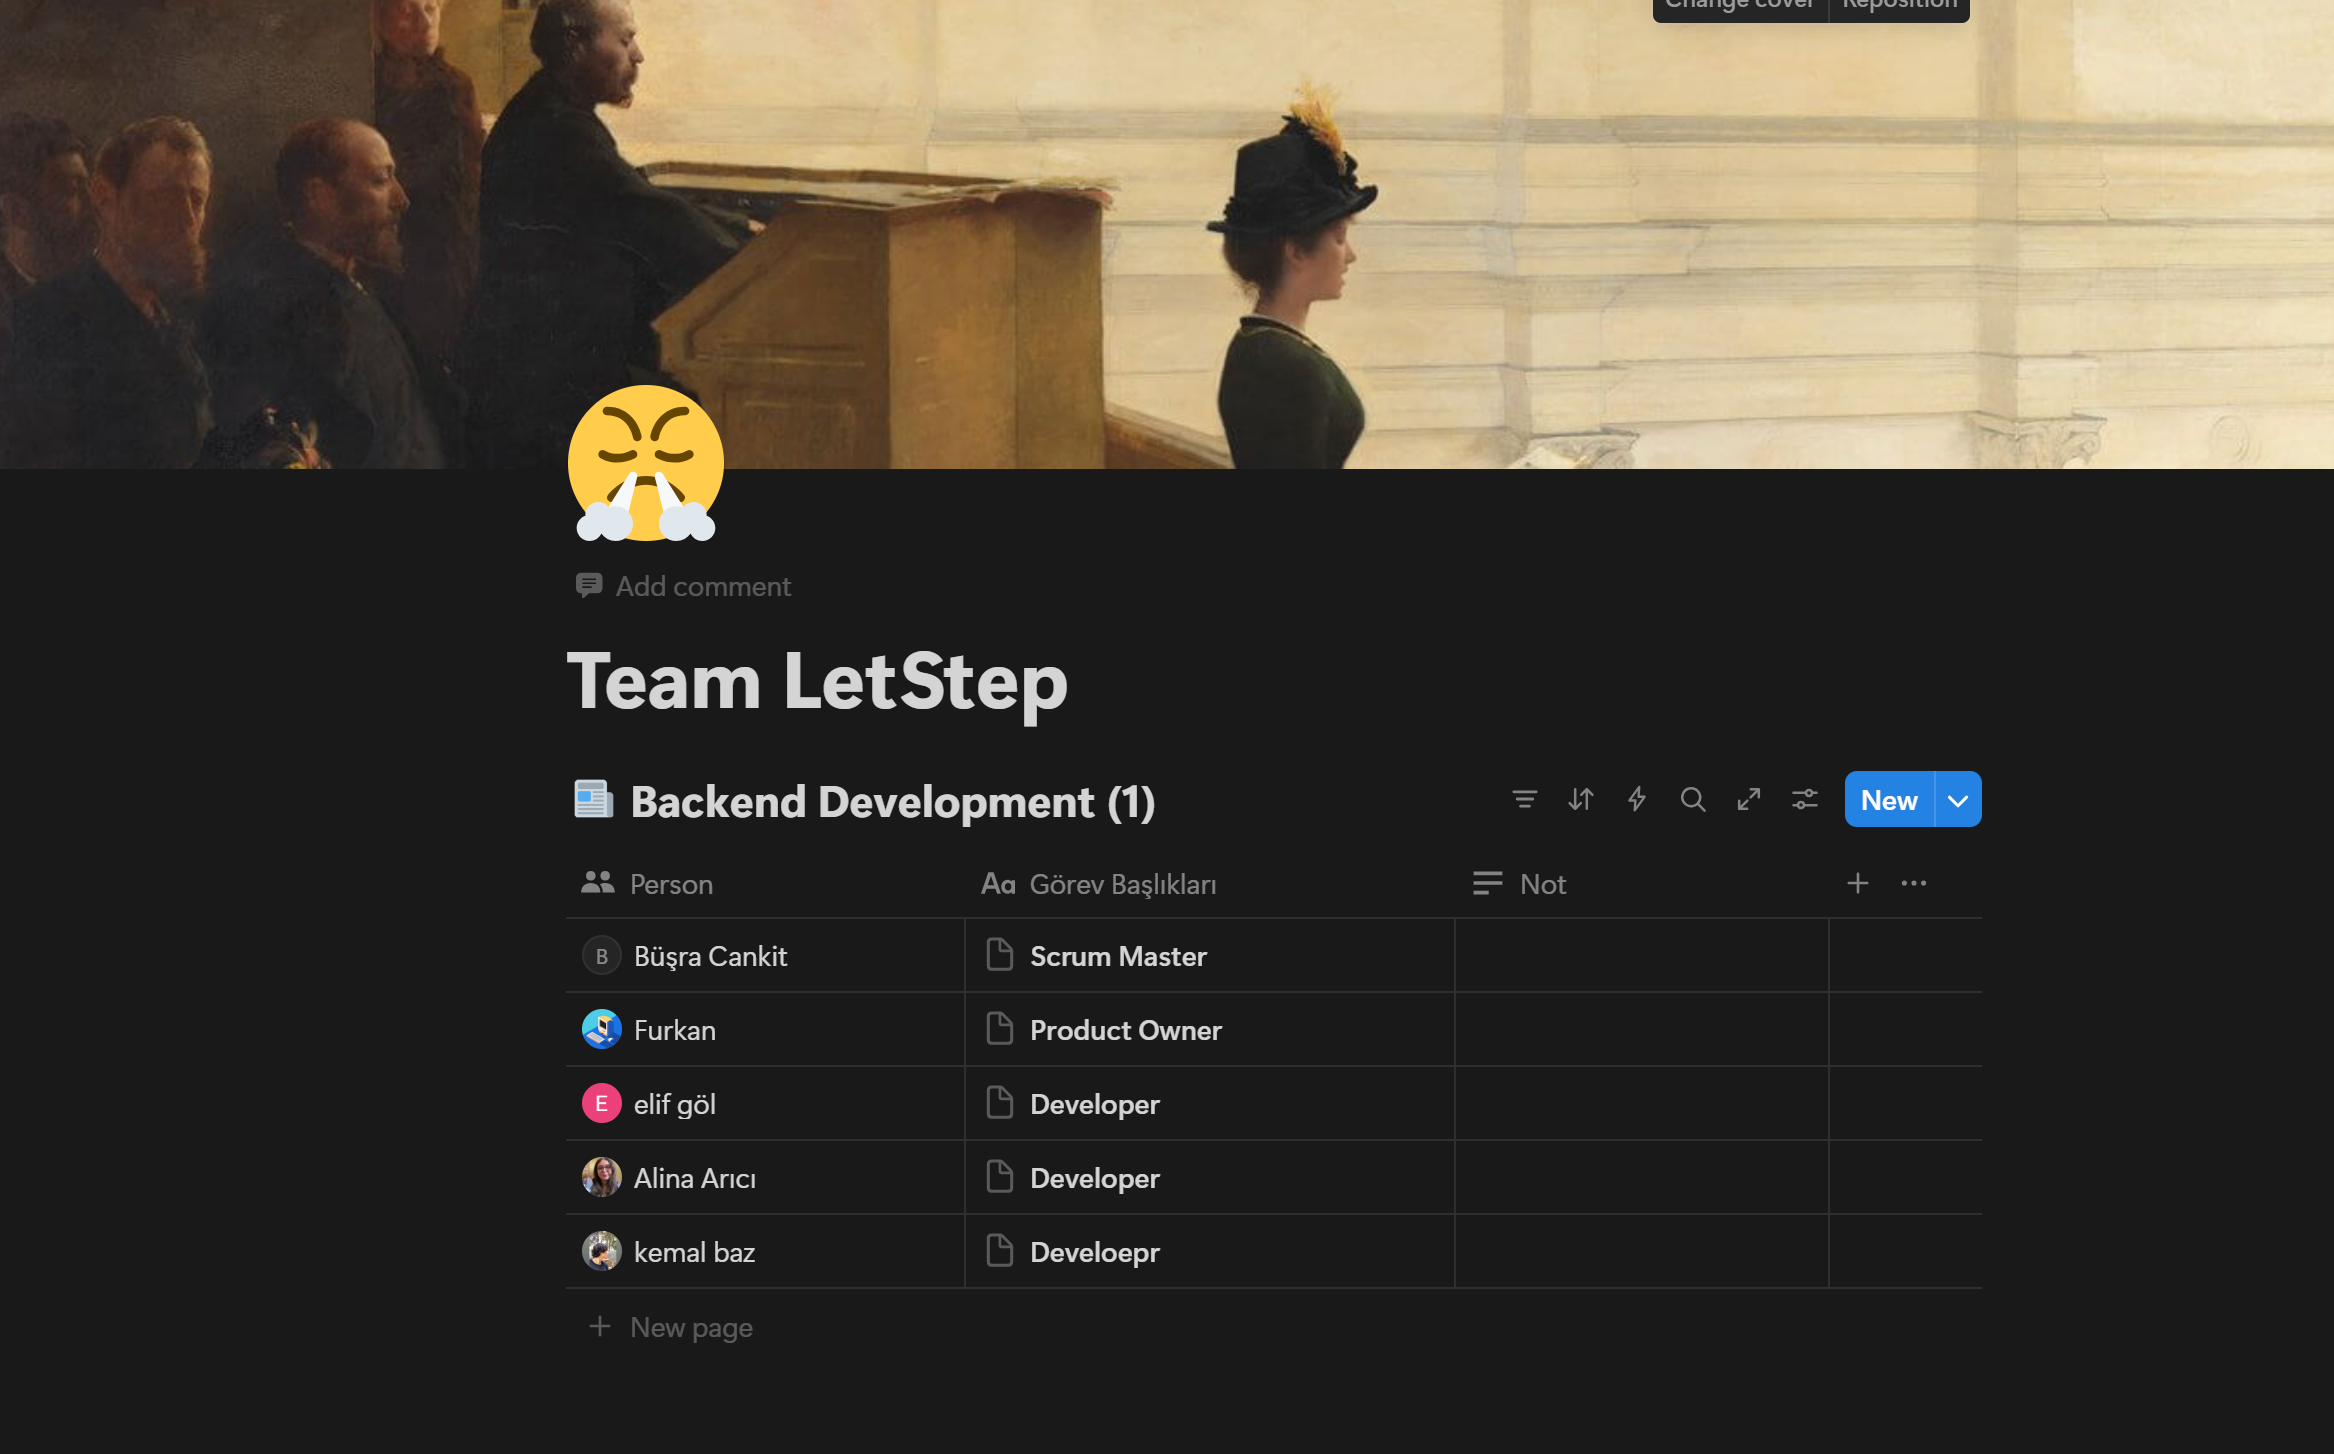 Change cover Reposition
Add comment
Team LetStep
Backend Development (1)
New
Person Aa Görev Başlıkları Not
B Büşra Cankit Scrum Master
Furkan Product Owner
E elif göl Developer
Alina Arıcı Developer
kemal baz Develoepr
New page